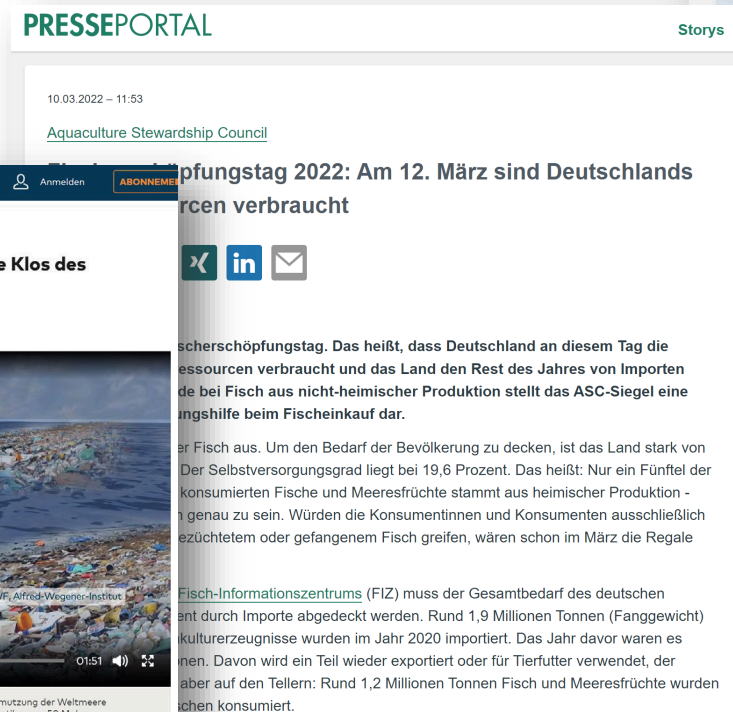 PRESSEPORTAL
Storys
10.03.2022 – 11:53
Aquaculture Stewardship Council
pfungstag 2022: Am 12. März sind Deutschlands
rcen verbraucht
Anmelden
ABONNEME
e Klos des
in
scherschöpfungstag. Das heißt, dass Deutschland an diesem Tag die
essourcen verbraucht und das Land den Rest des Jahres von Importen
de bei Fisch aus nicht-heimischer Produktion stellt das ASC-Siegel eine
ungshilfe beim Fischeinkauf dar.
er Fisch aus. Um den Bedarf der Bevölkerung zu decken, ist das Land stark von
Der Selbstversorgungsgrad liegt bei 19,6 Prozent. Das heißt: Nur ein Fünftel der
konsumierten Fische und Meeresfrüchte stammt aus heimischer Produktion -
genau zu sein. Würden die Konsumentinnen und Konsumenten ausschließlich
ezüchtetem oder gefangenem Fisch greifen, wären schon im März die Regale
Fisch-Informationszentrums (FIZ) muss der Gesamtbedarf des deutschen
ent durch Importe abgedeckt werden. Rund 1,9 Millionen Tonnen (Fanggewicht)
kulturerzeugnisse wurden im Jahr 2020 importiert. Das Jahr davor waren es
onen. Davon wird ein Teil wieder exportiert oder für Tierfutter verwendet, der
aber auf den Tellern: Rund 1,2 Millionen Tonnen Fisch und Meeresfrüchte wurden
schen konsumiert.
F, Alfred-Wegener-Institut
01:51
mutzung der Weltmeere